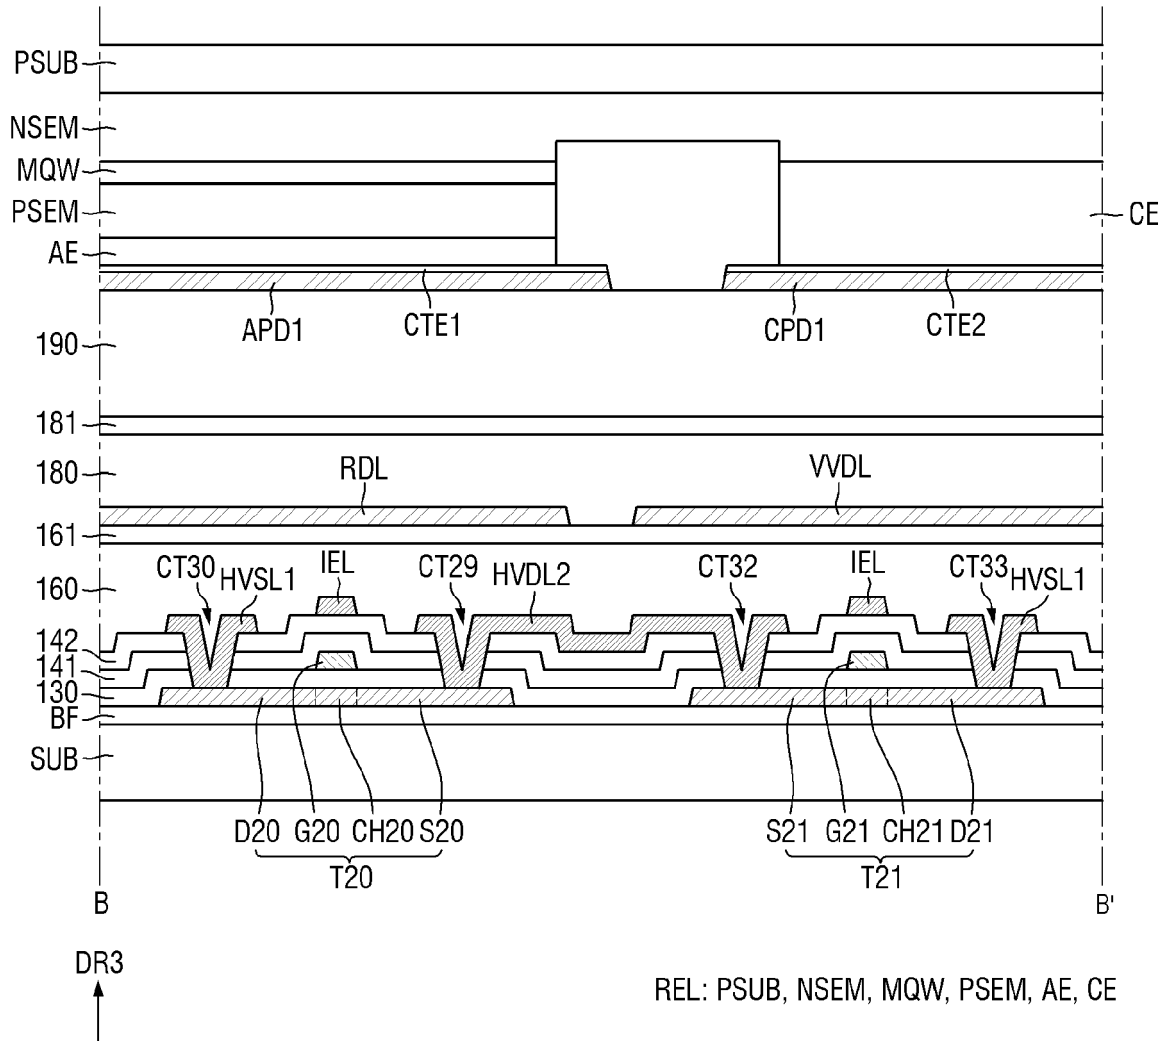 PSUB
NSEM
MQW
PSEM
AE
CE
APD1
CTE1
CPD1
CTE2
190
181
180
RDL
VVDL
161
160
CT30
HVSL1
IEL
CT29
HVDL2
CT32
IEL
CT33
HVSL1
142
141
130
BF
SUB
D20 G20 CH20 S20
S21 G21 CH21 D21
T20
T21
B
B'
DR3
REL: PSUB, NSEM, MQW, PSEM, AE, CE